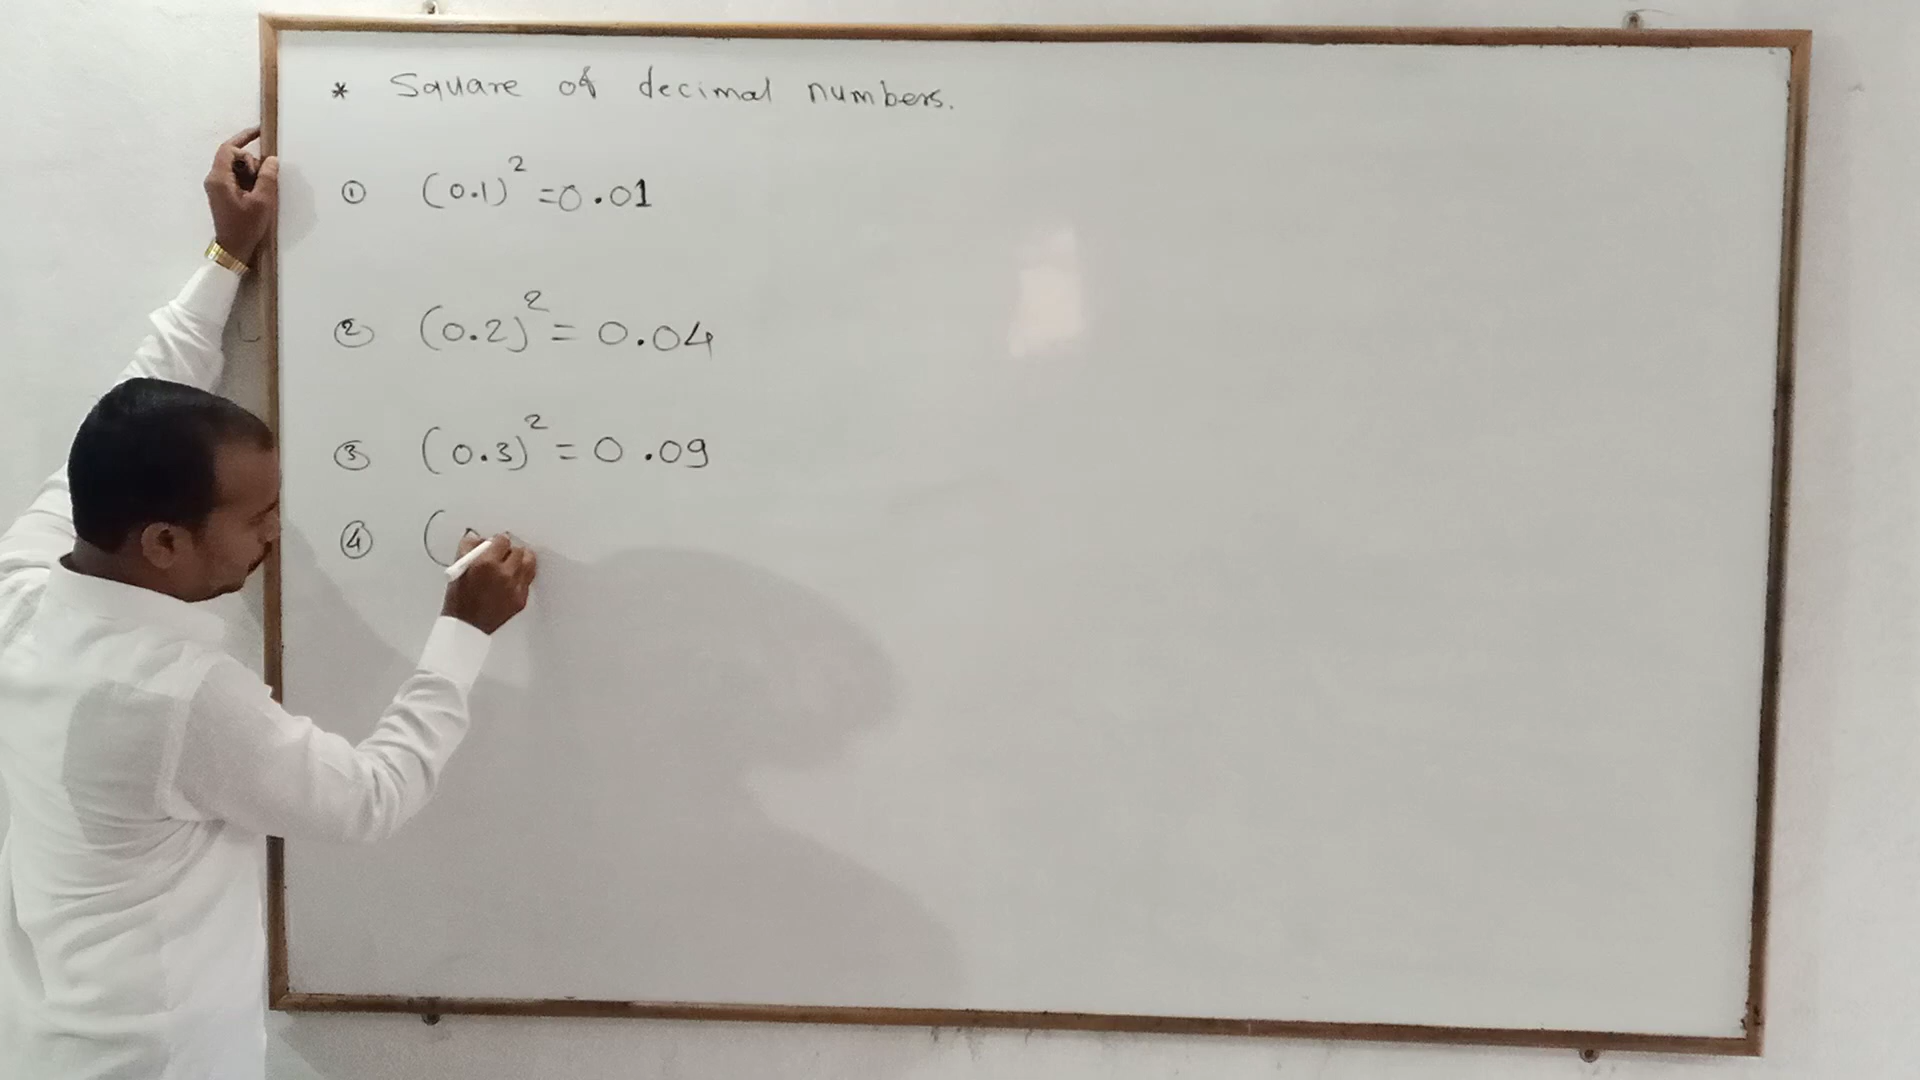 * Square of decimal numbers.
① (0.1)² = 0.01
② (0.2)² = 0.04
③ (0.3)² = 0.09
④ (